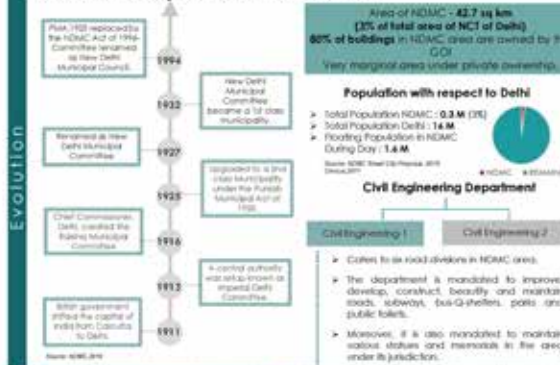 Evolution
PMA, 1925 replaced by
the NDMC Act of 1994-
Committee renamed
as New Delhi
Municipal Council.
1994
New Delhi
Municipal
Committee
became a 1st class
municipality.
1932
Renamed as New
Delhi Municipal
Committee
1927
Upgraded to a 2nd
class Municipality
under the Punjab
Municipal Act of
1925
Chief Commissioner,
Delhi, created the
Raisina Municipal
Committee
1916
A central authority
was setup known as
Imperial Delhi
Committee.
1913
British government
shifted the capital of
India from Calcutta
to Delhi.
1911
Area of NDMC - 42.7 sq km
(3% of total area of NCT of Delhi)
80% of buildings in NDMC area are owned by
GOI
Very marginal area under private ownership.
Population with respect to Delhi
➢ Total Population NDMC : 0.3 M (3%)
➢ Total Population Delhi : 16 M
➢ Floating Population in NDMC
During Day : 1.6 M
NDMC
Civil Engineering Department
Civil Engineering-1
Civil Engineering 2
➢ Caters to six road divisions in NDMC area.
➢ The department is mandated to improve,
develop, construct, beautify and maintain
roads, subways, bus-Q-shelters, parks and
public toilets.
➢ Moreover, it is also mandated to maintain
various statues and memorials in the area
under its jurisdiction.